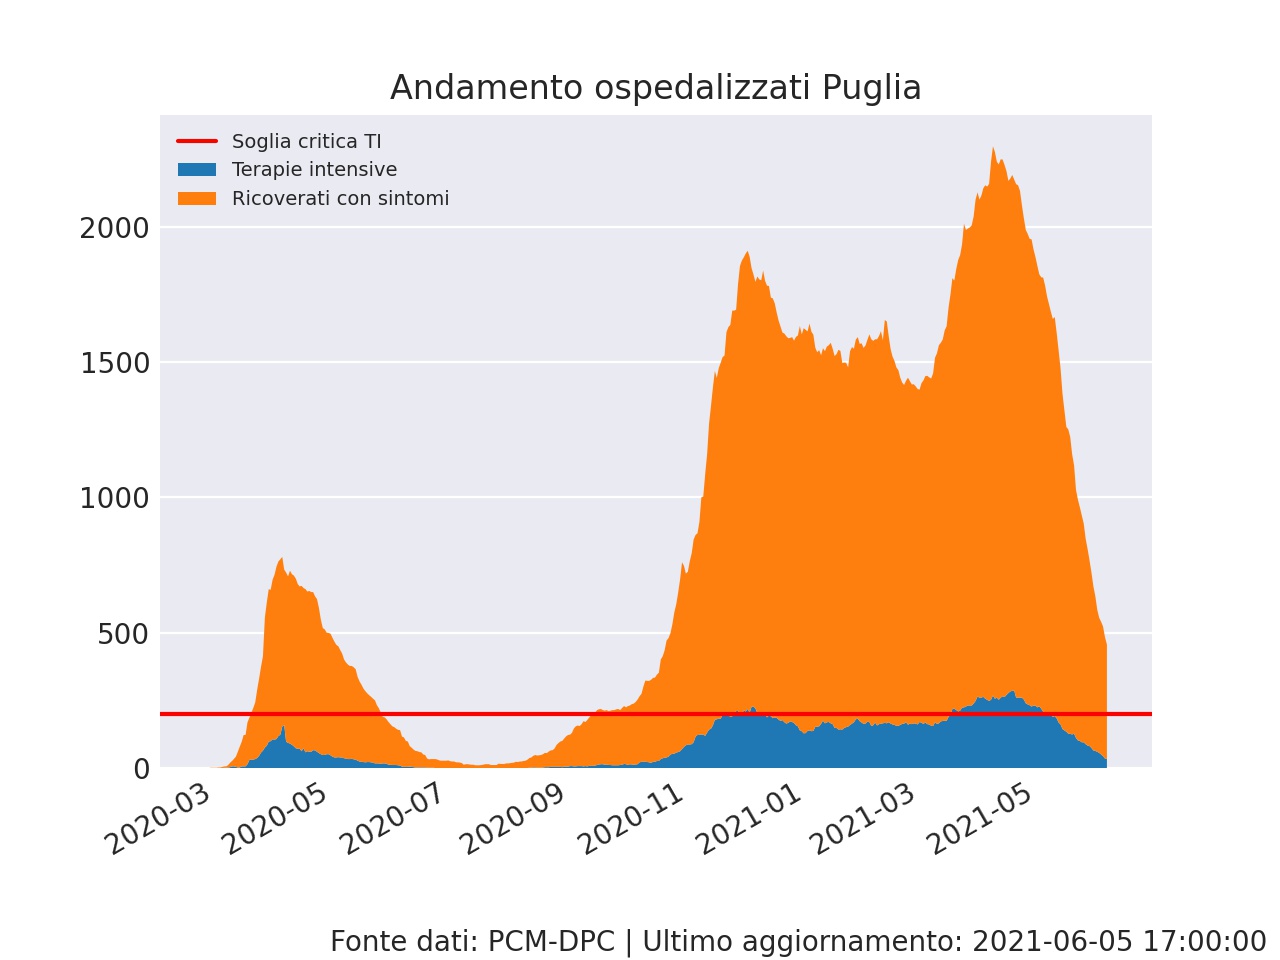 Andamento ospedalizzati Puglia
Soglia critica TI
Terapie intensive
Ricoverati con sintomi
2000
1500
1000
500
0
2020-03
2020-05
2020-07
2020-09
2020-11
2021-01
2021-03
2021-05
Fonte dati: PCM-DPC | Ultimo aggiornamento: 2021-06-05 17:00:00